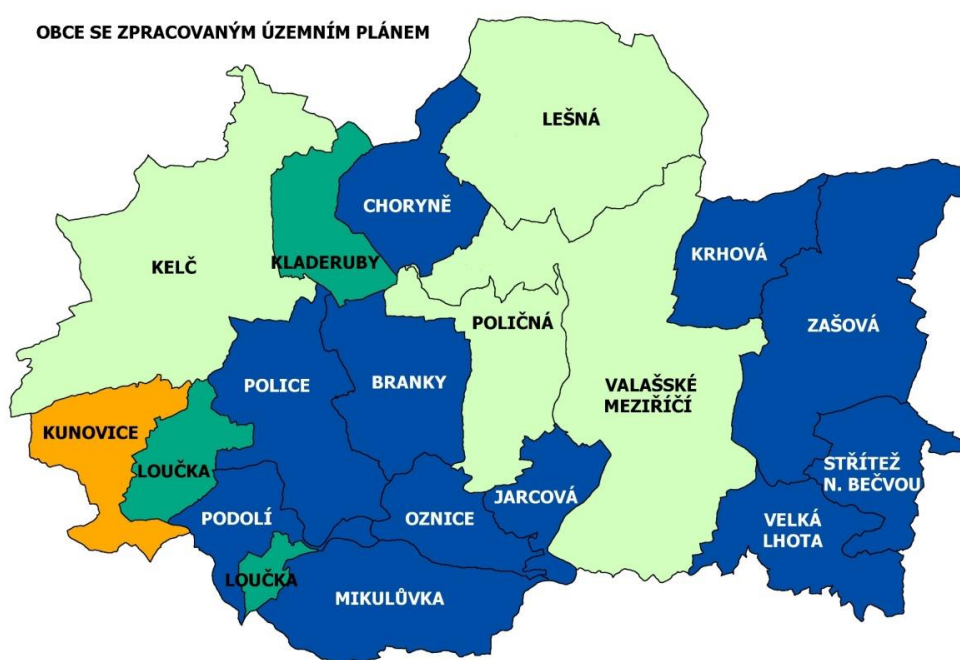 OBCE SE ZPRACOVANÝM ÚZEMNÍM PLÁNEM
LEŠNÁ
CHORYNĚ
KRHOVÁ
KELČ
KLADERUBY
POLIČNÁ
ZAŠOVÁ
POLICE
BRANKY
VALAŠSKÉ
MEZIŘÍČÍ
KUNOVICE
LOUČKA
STŘÍTEŽ
N. BEČVOU
JARCOVÁ
PODOLÍ
OZNICE
VELKÁ
LHOTA
LOUČKA
MIKULŮVKA